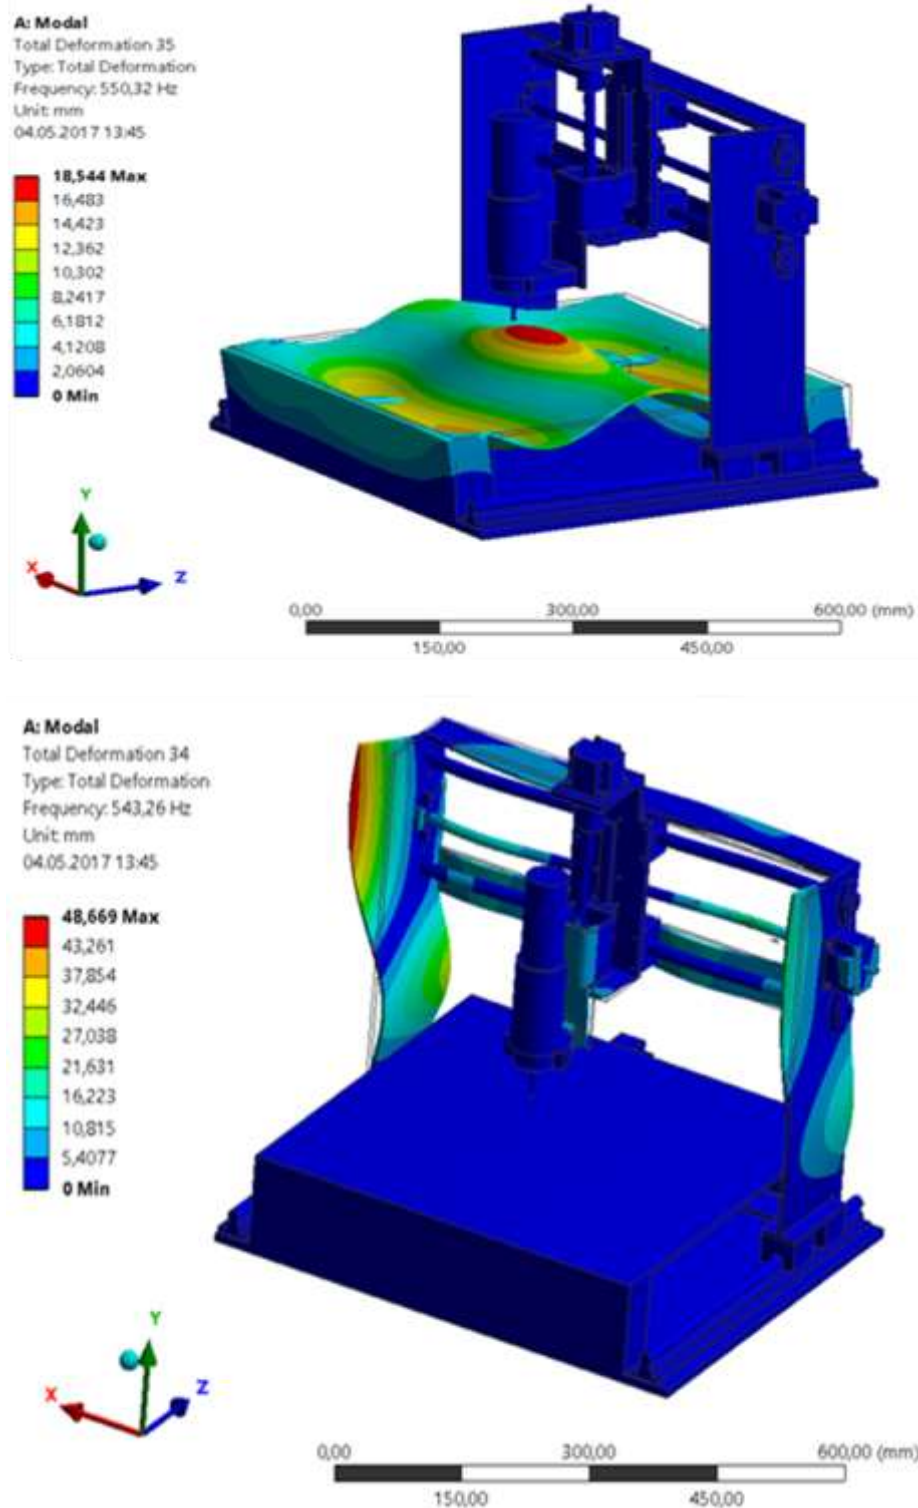 A: Modal
Total Deformation 35
Type: Total Deformation
Frequency: 550,32 Hz
Unit: mm
04.05.2017 13:45
18,544 Max
16,483
14,423
12,362
10,302
8,2417
6,1812
4,1208
2,0604
0 Min
Y
X
Z
0,00 300,00 600,00 (mm)
150,00 450,00
A: Modal
Total Deformation 34
Type: Total Deformation
Frequency: 543,26 Hz
Unit: mm
04.05.2017 13:45
48,669 Max
43,261
37,854
32,446
27,038
21,631
16,223
10,815
5,4077
0 Min
Y
X
Z
0,00 300,00 600,00 (mm)
150,00 450,00